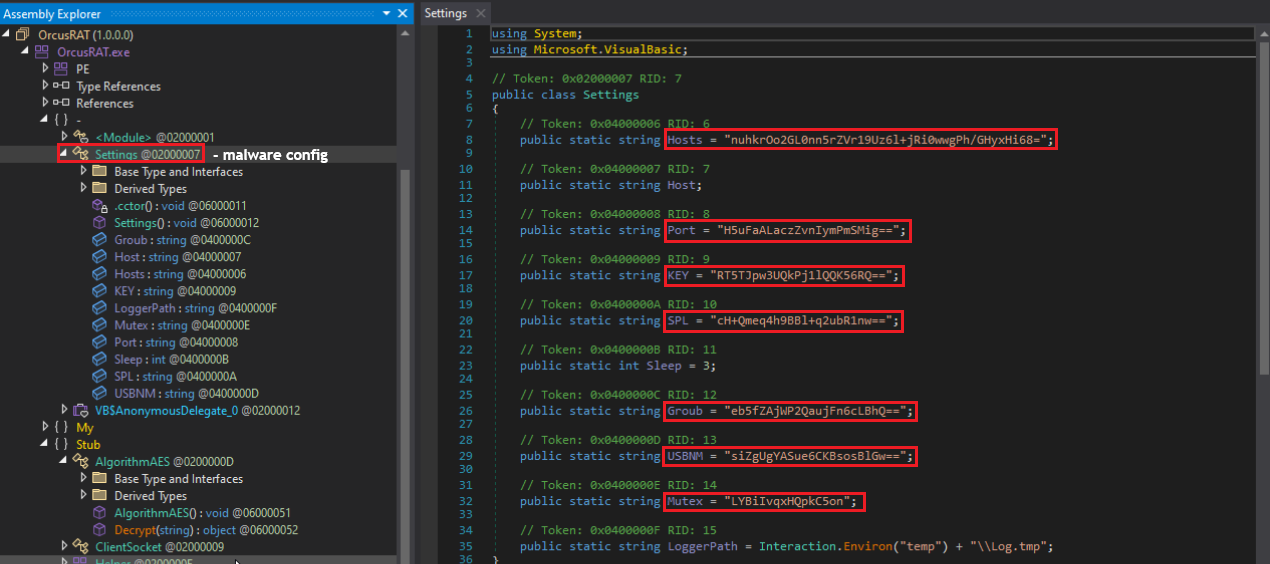 Assembly Explorer
OrcusRAT (1.0.0.0)
OrcusRAT.exe
PE
Type References
References
{ } -
<Module> @02000001
Settings @02000007 - malware config
Base Type and Interfaces
Derived Types
.cctor() : void @06000011
Settings() : void @06000012
Groub : string @0400000C
Host : string @04000007
Hosts : string @04000006
KEY : string @04000009
LoggerPath : string @0400000F
Mutex : string @0400000E
Port : string @04000008
Sleep : int @0400000B
SPL : string @0400000A
USBNM : string @0400000D
VB$AnonymousDelegate_0 @02000012
{ } My
{ } Stub
AlgorithmAES @0200000D
Base Type and Interfaces
Derived Types
AlgorithmAES() : void @06000051
Decrypt(string) : object @06000052
ClientSocket @02000009
Settings
1 using System;
2 using Microsoft.VisualBasic;
3
4 // Token: 0x02000007 RID: 7
5 public class Settings
6 {
7 // Token: 0x04000006 RID: 6
8 public static string Hosts = "nuhkrOo2GL0nn5rZVr19Uz6l+jRi0wwgPh/GHyxHi68=";
9
10 // Token: 0x04000007 RID: 7
11 public static string Host;
12
13 // Token: 0x04000008 RID: 8
14 public static string Port = "H5uFaALaczZvnIymPmSMig==";
15
16 // Token: 0x04000009 RID: 9
17 public static string KEY = "RT5TJpw3UQkPj1lQQK56RQ==";
18
19 // Token: 0x0400000A RID: 10
20 public static string SPL = "cH+Qmeq4h9BBl+q2ubR1nw==";
21
22 // Token: 0x0400000B RID: 11
23 public static int Sleep = 3;
24
25 // Token: 0x0400000C RID: 12
26 public static string Groub = "eb5fZAjWP2QaujFn6cLBhQ==";
27
28 // Token: 0x0400000D RID: 13
29 public static string USBNM = "siZgUgYASue6CKBsosBlGw==";
30
31 // Token: 0x0400000E RID: 14
32 public static string Mutex = "LYBiIvqxHQpkC5on";
33
34 // Token: 0x0400000F RID: 15
35 public static string LoggerPath = Interaction.Environ("temp") + "\\Log.tmp";
36 }